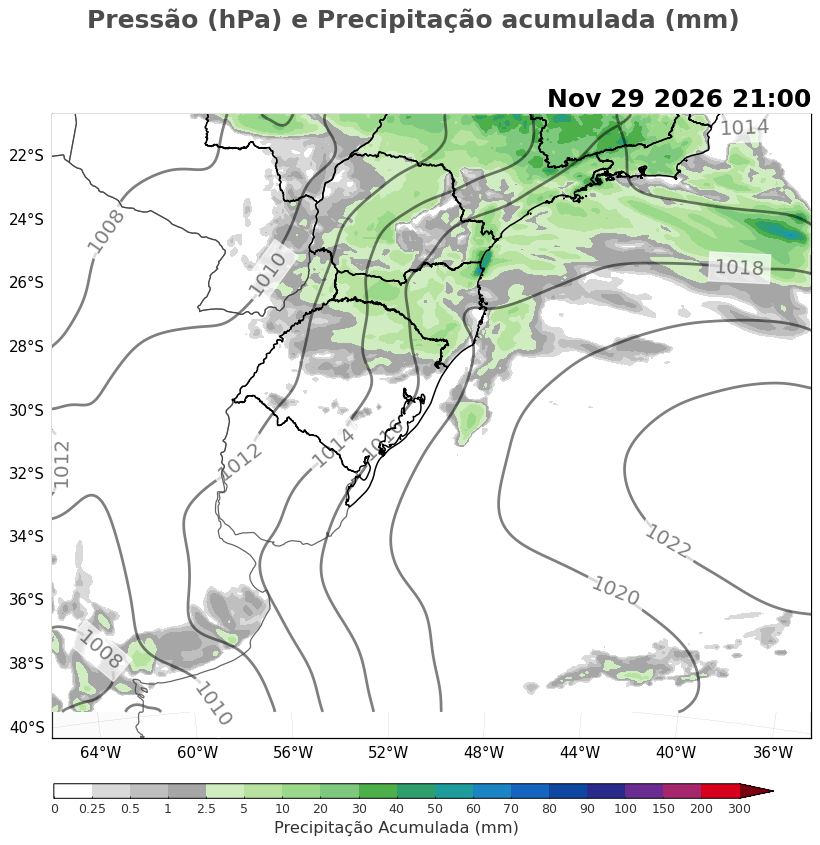 Pressão (hPa) e Precipitação acumulada (mm)
Nov 29 2026 21:00
1014
22°S
24°S
1008
1010
1018
26°S
28°S
30°S
1012
1012
1014
1016
32°S
34°S
1022
1020
36°S
1008
38°S
1010
40°S
64°W 60°W 56°W 52°W 48°W 44°W 40°W 36°W
0 0.25 0.5 1 2.5 5 10 20 30 40 50 60 70 80 90 100 150 200 300
Precipitação Acumulada (mm)